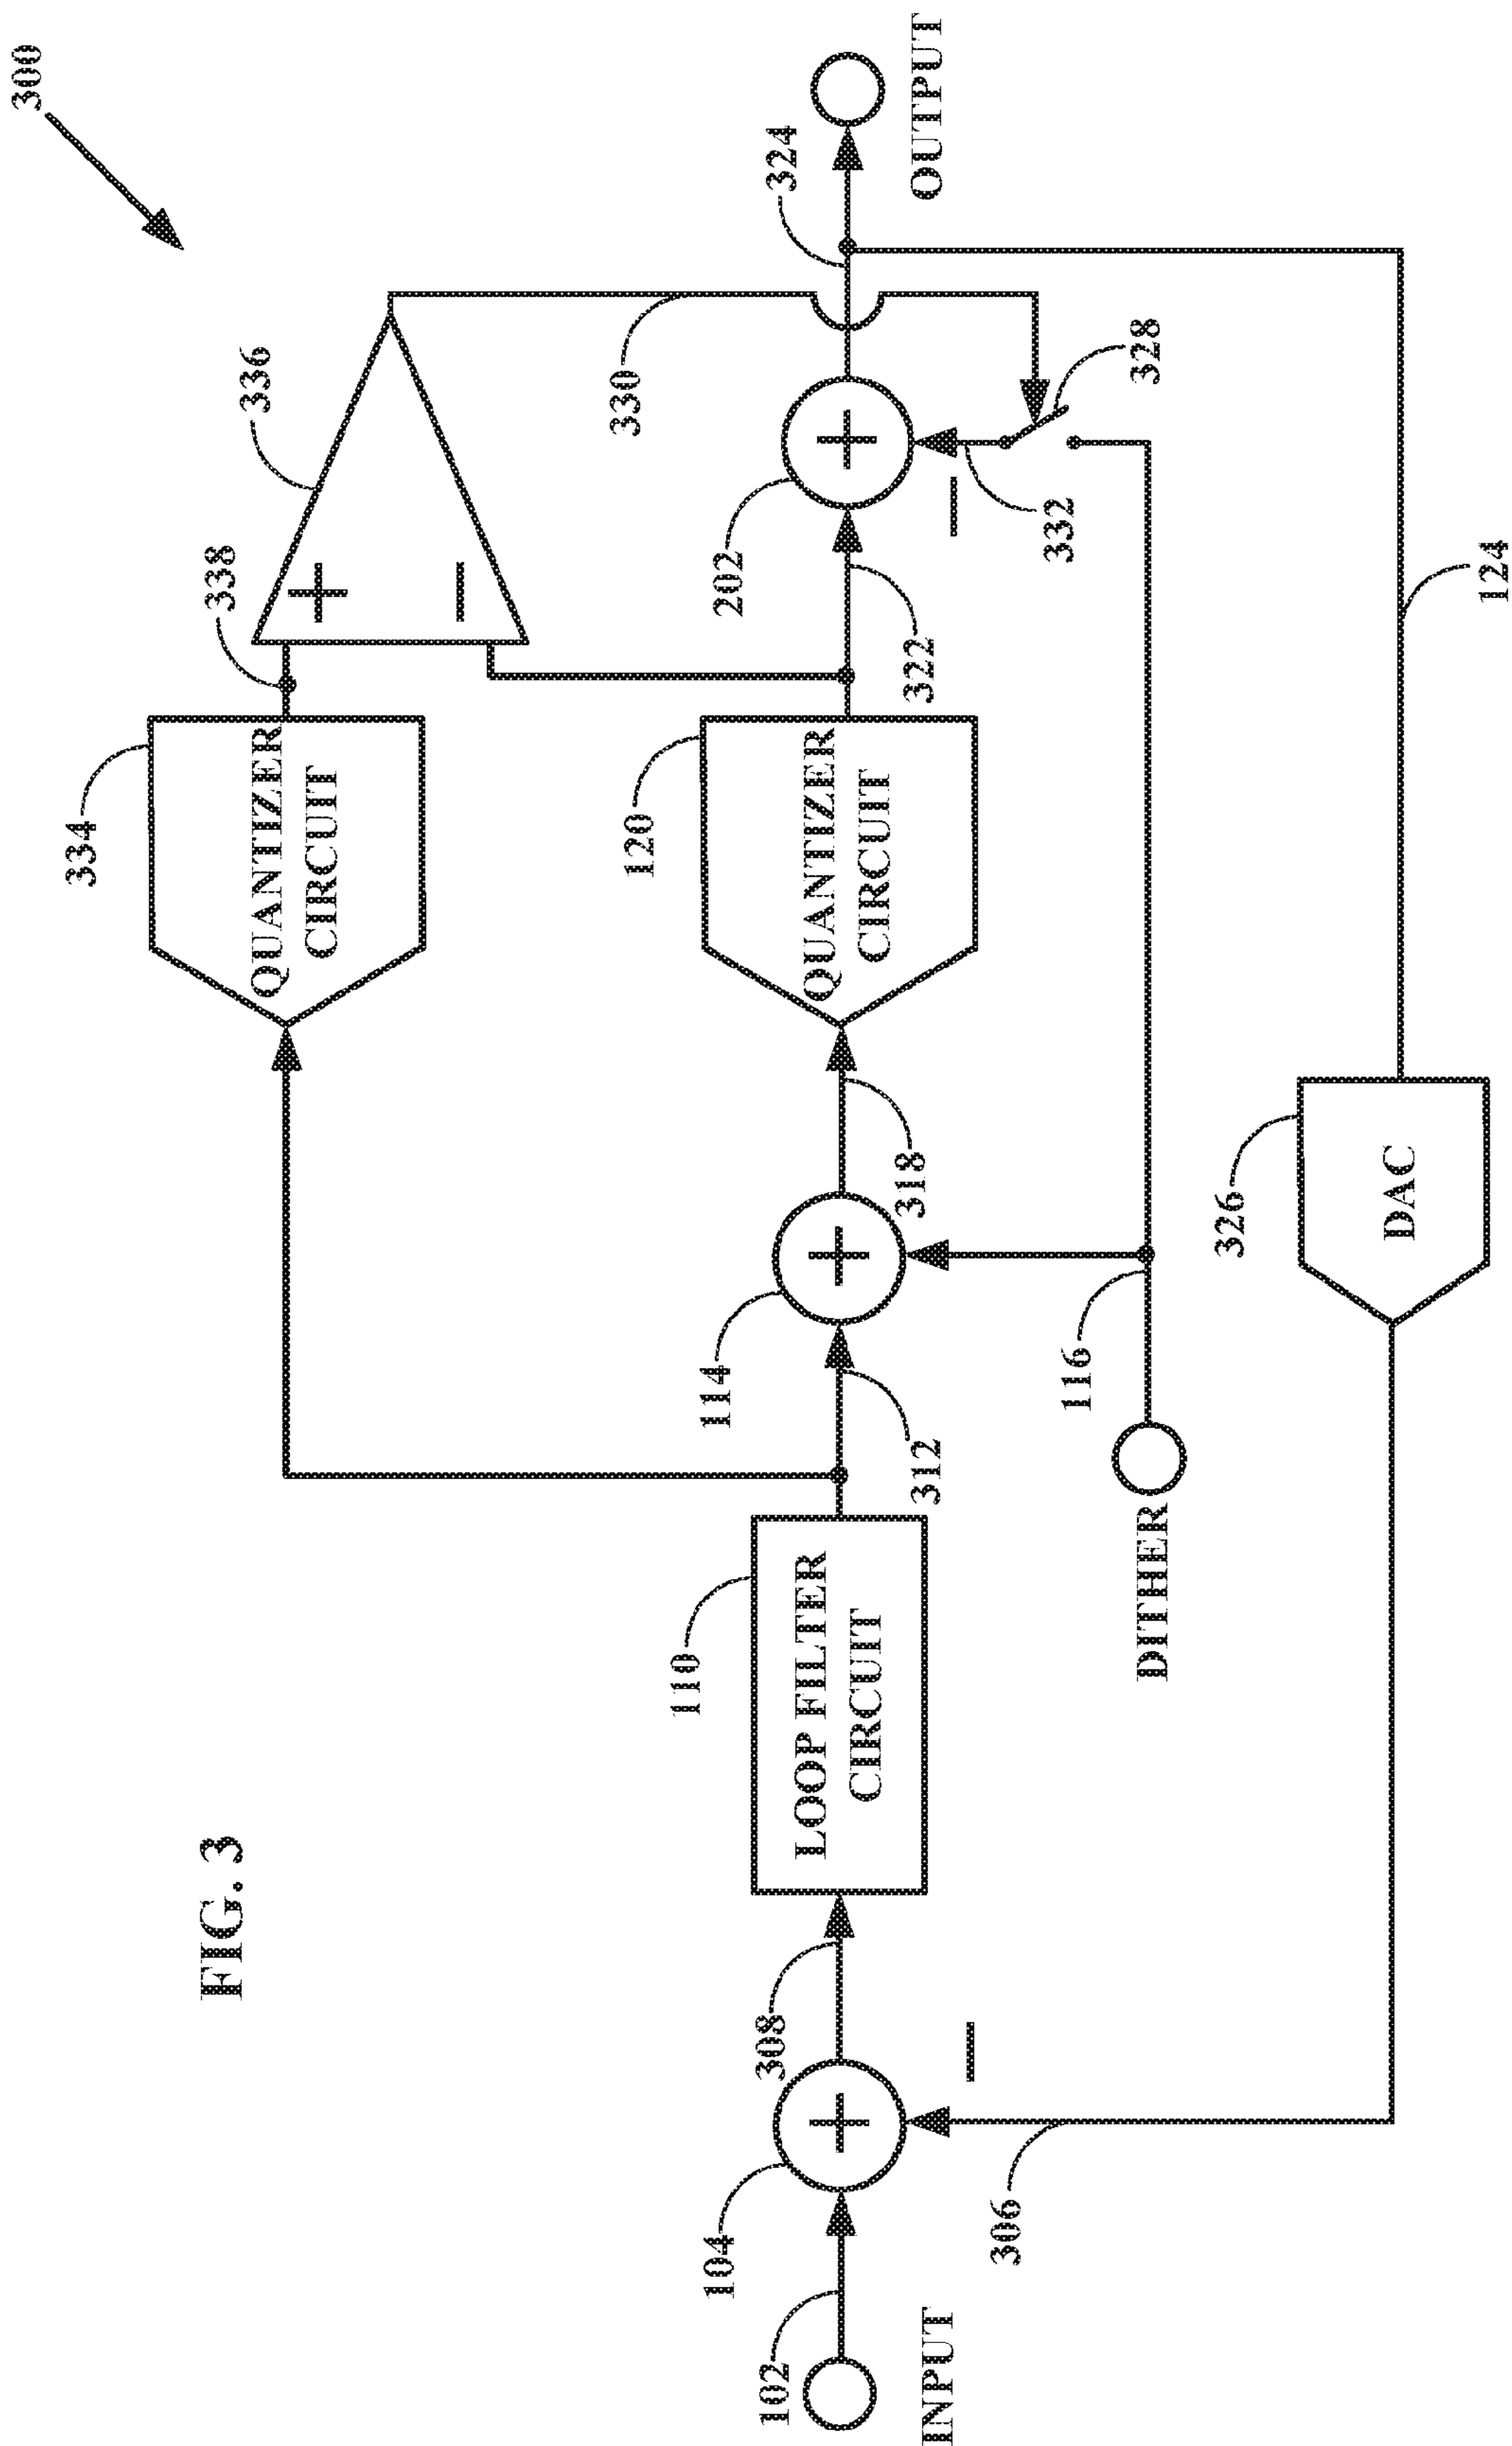 FIG. 3
300
334
QUANTIZER
CIRCUIT
338
336
330
102
INPUT
104
308
306
110
LOOP FILTER
CIRCUIT
312
114
318
116
DITHER
120
QUANTIZER
CIRCUIT
322
202
332
328
324
OUTPUT
326
DAC
124